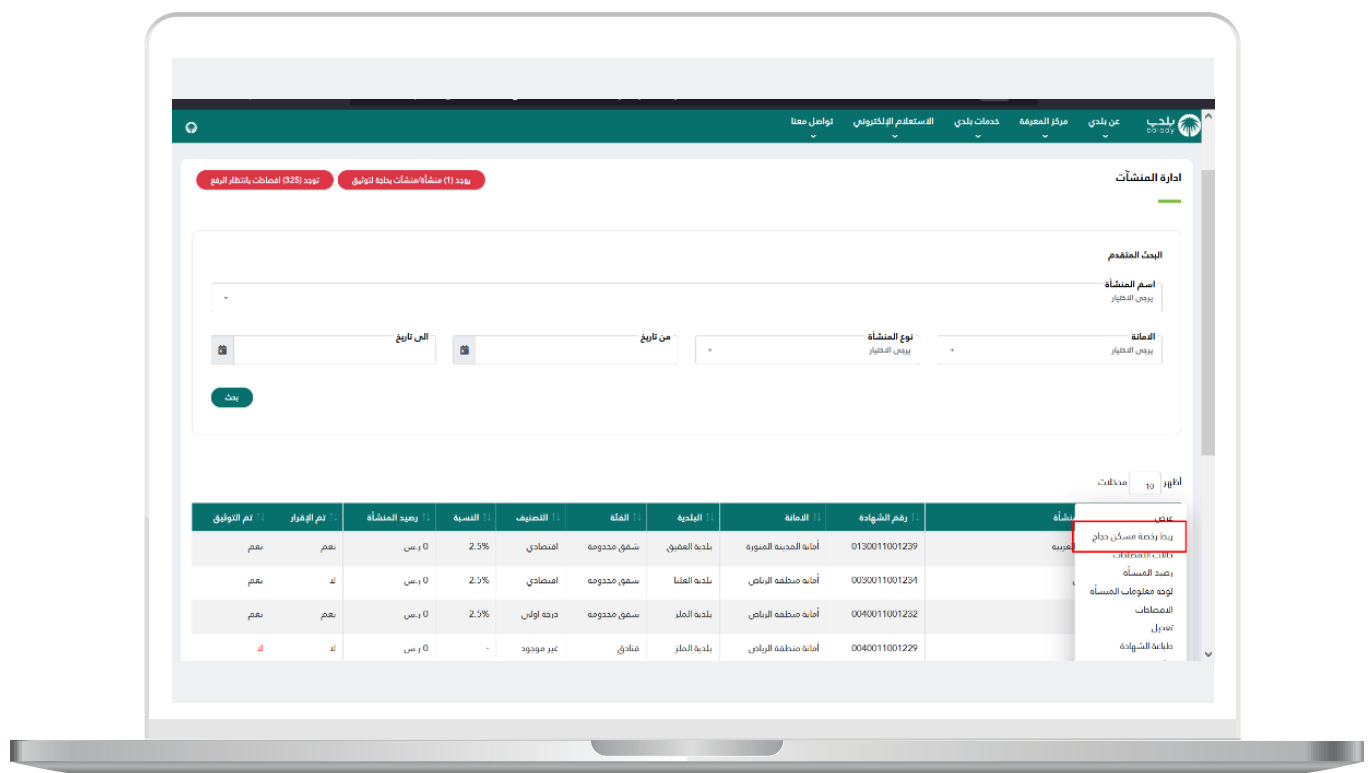 بلدي
balady
عن بلدي
مركز المعرفة
خدمات بلدي
الاستعلام الإلكتروني
تواصل معنا
ادارة المنشآت
يوجد (1) منشأة/منشآت بحاجة لتوثيق
توجد (325) افصاحات بانتظار الرفع
البحث المتقدم
اسم المنشأة
يرجى الاختيار
الامانة
يرجى الاختيار
نوع المنشأة
يرجى الاختيار
من تاريخ
الى تاريخ
بحث
أظهر 10 مدخلات
رقم الشهادة الامانة البلدية الفئة التصنيف النسبة رصيد المنشأة تم الإقرار تم التوثيق
0130011001239 أمانة المدينة المنورة بلدية العقيق شقق مخدومة اقتصادي 2.5% 0 ر.س نعم نعم
0030011001234 أمانة منطقة الرياض بلدية العليا شقق مخدومة اقتصادي 2.5% 0 ر.س لا نعم
0040011001232 أمانة منطقة الرياض بلدية الملز شقق مخدومة درجة اولى 2.5% 0 ر.س نعم نعم
0040011001229 أمانة منطقة الرياض بلدية الملز فنادق غير موجود - 0 ر.س لا لا
عرض
ربط رخصة مسكن حجاج
حالات الافصاحات
رصيد المنشأة
لوحة معلومات المنشأة
الافصاحات
تعديل
طباعة الشهادة